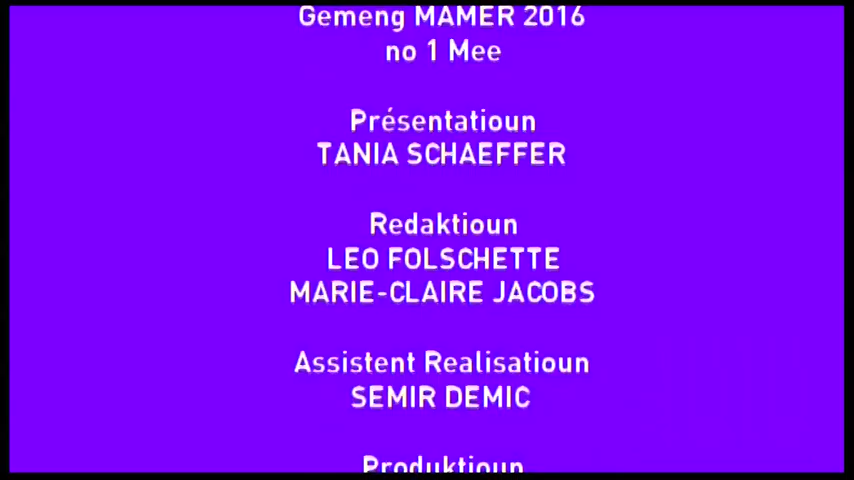 Gemeng MAMER 2016
no 1 Mee
Présentatioun
TANIA SCHAEFFER
Redaktioun
LEO FOLSCHETTE
MARIE-CLAIRE JACOBS
Assistent Realisatioun
SEMIR DEMIC
Produktioun